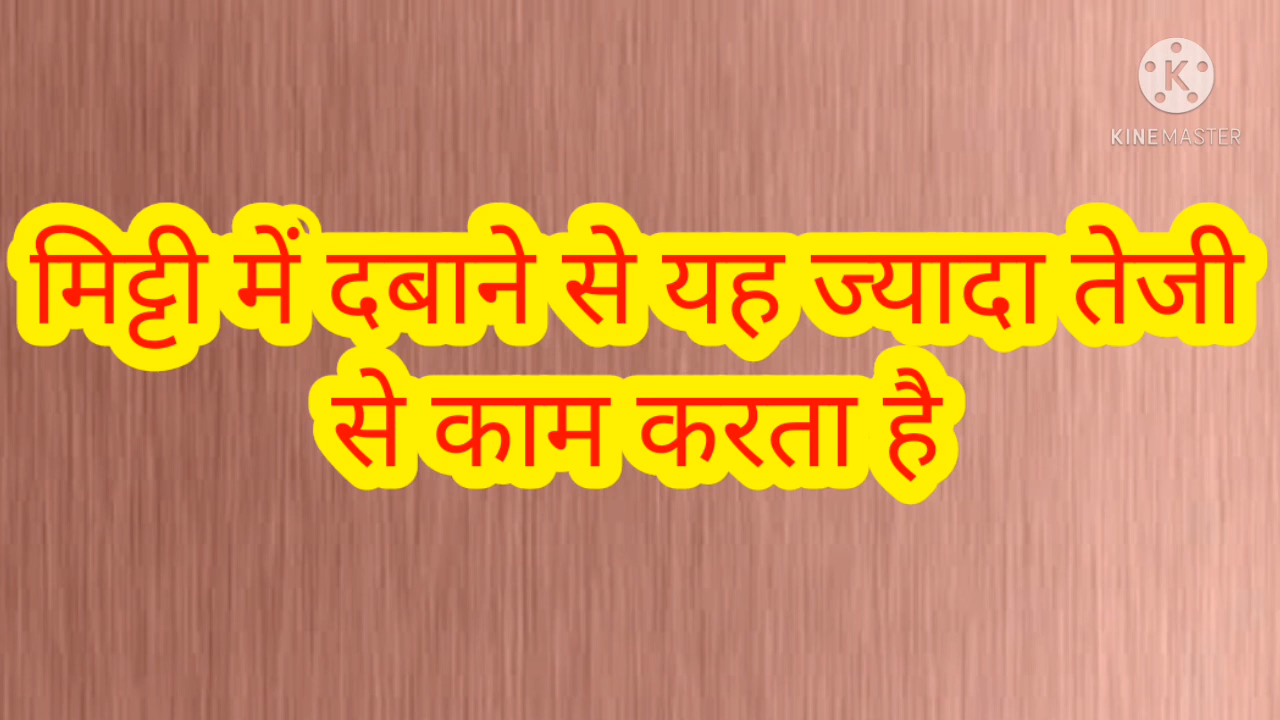 K
KINEMASTER
मिट्टी में दबाने से यह ज्यादा तेजी
से काम करता है